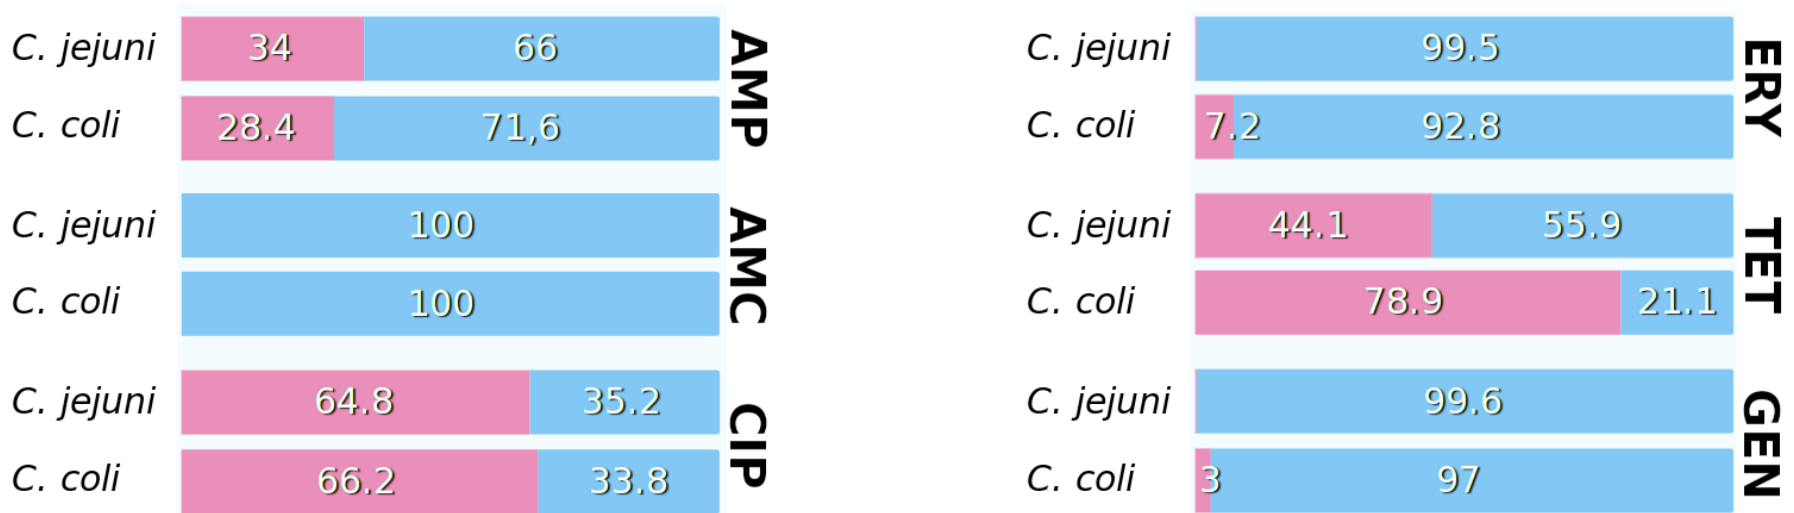 C. jejuni 34 66
C. coli 28.4 71,6
AMP
C. jejuni 100
C. coli 100
AMC
C. jejuni 64.8 35.2
C. coli 66.2 33.8
CIP
C. jejuni 99.5
C. coli 7.2 92.8
ERY
C. jejuni 44.1 55.9
C. coli 78.9 21.1
TET
C. jejuni 99.6
C. coli 3 97
GEN